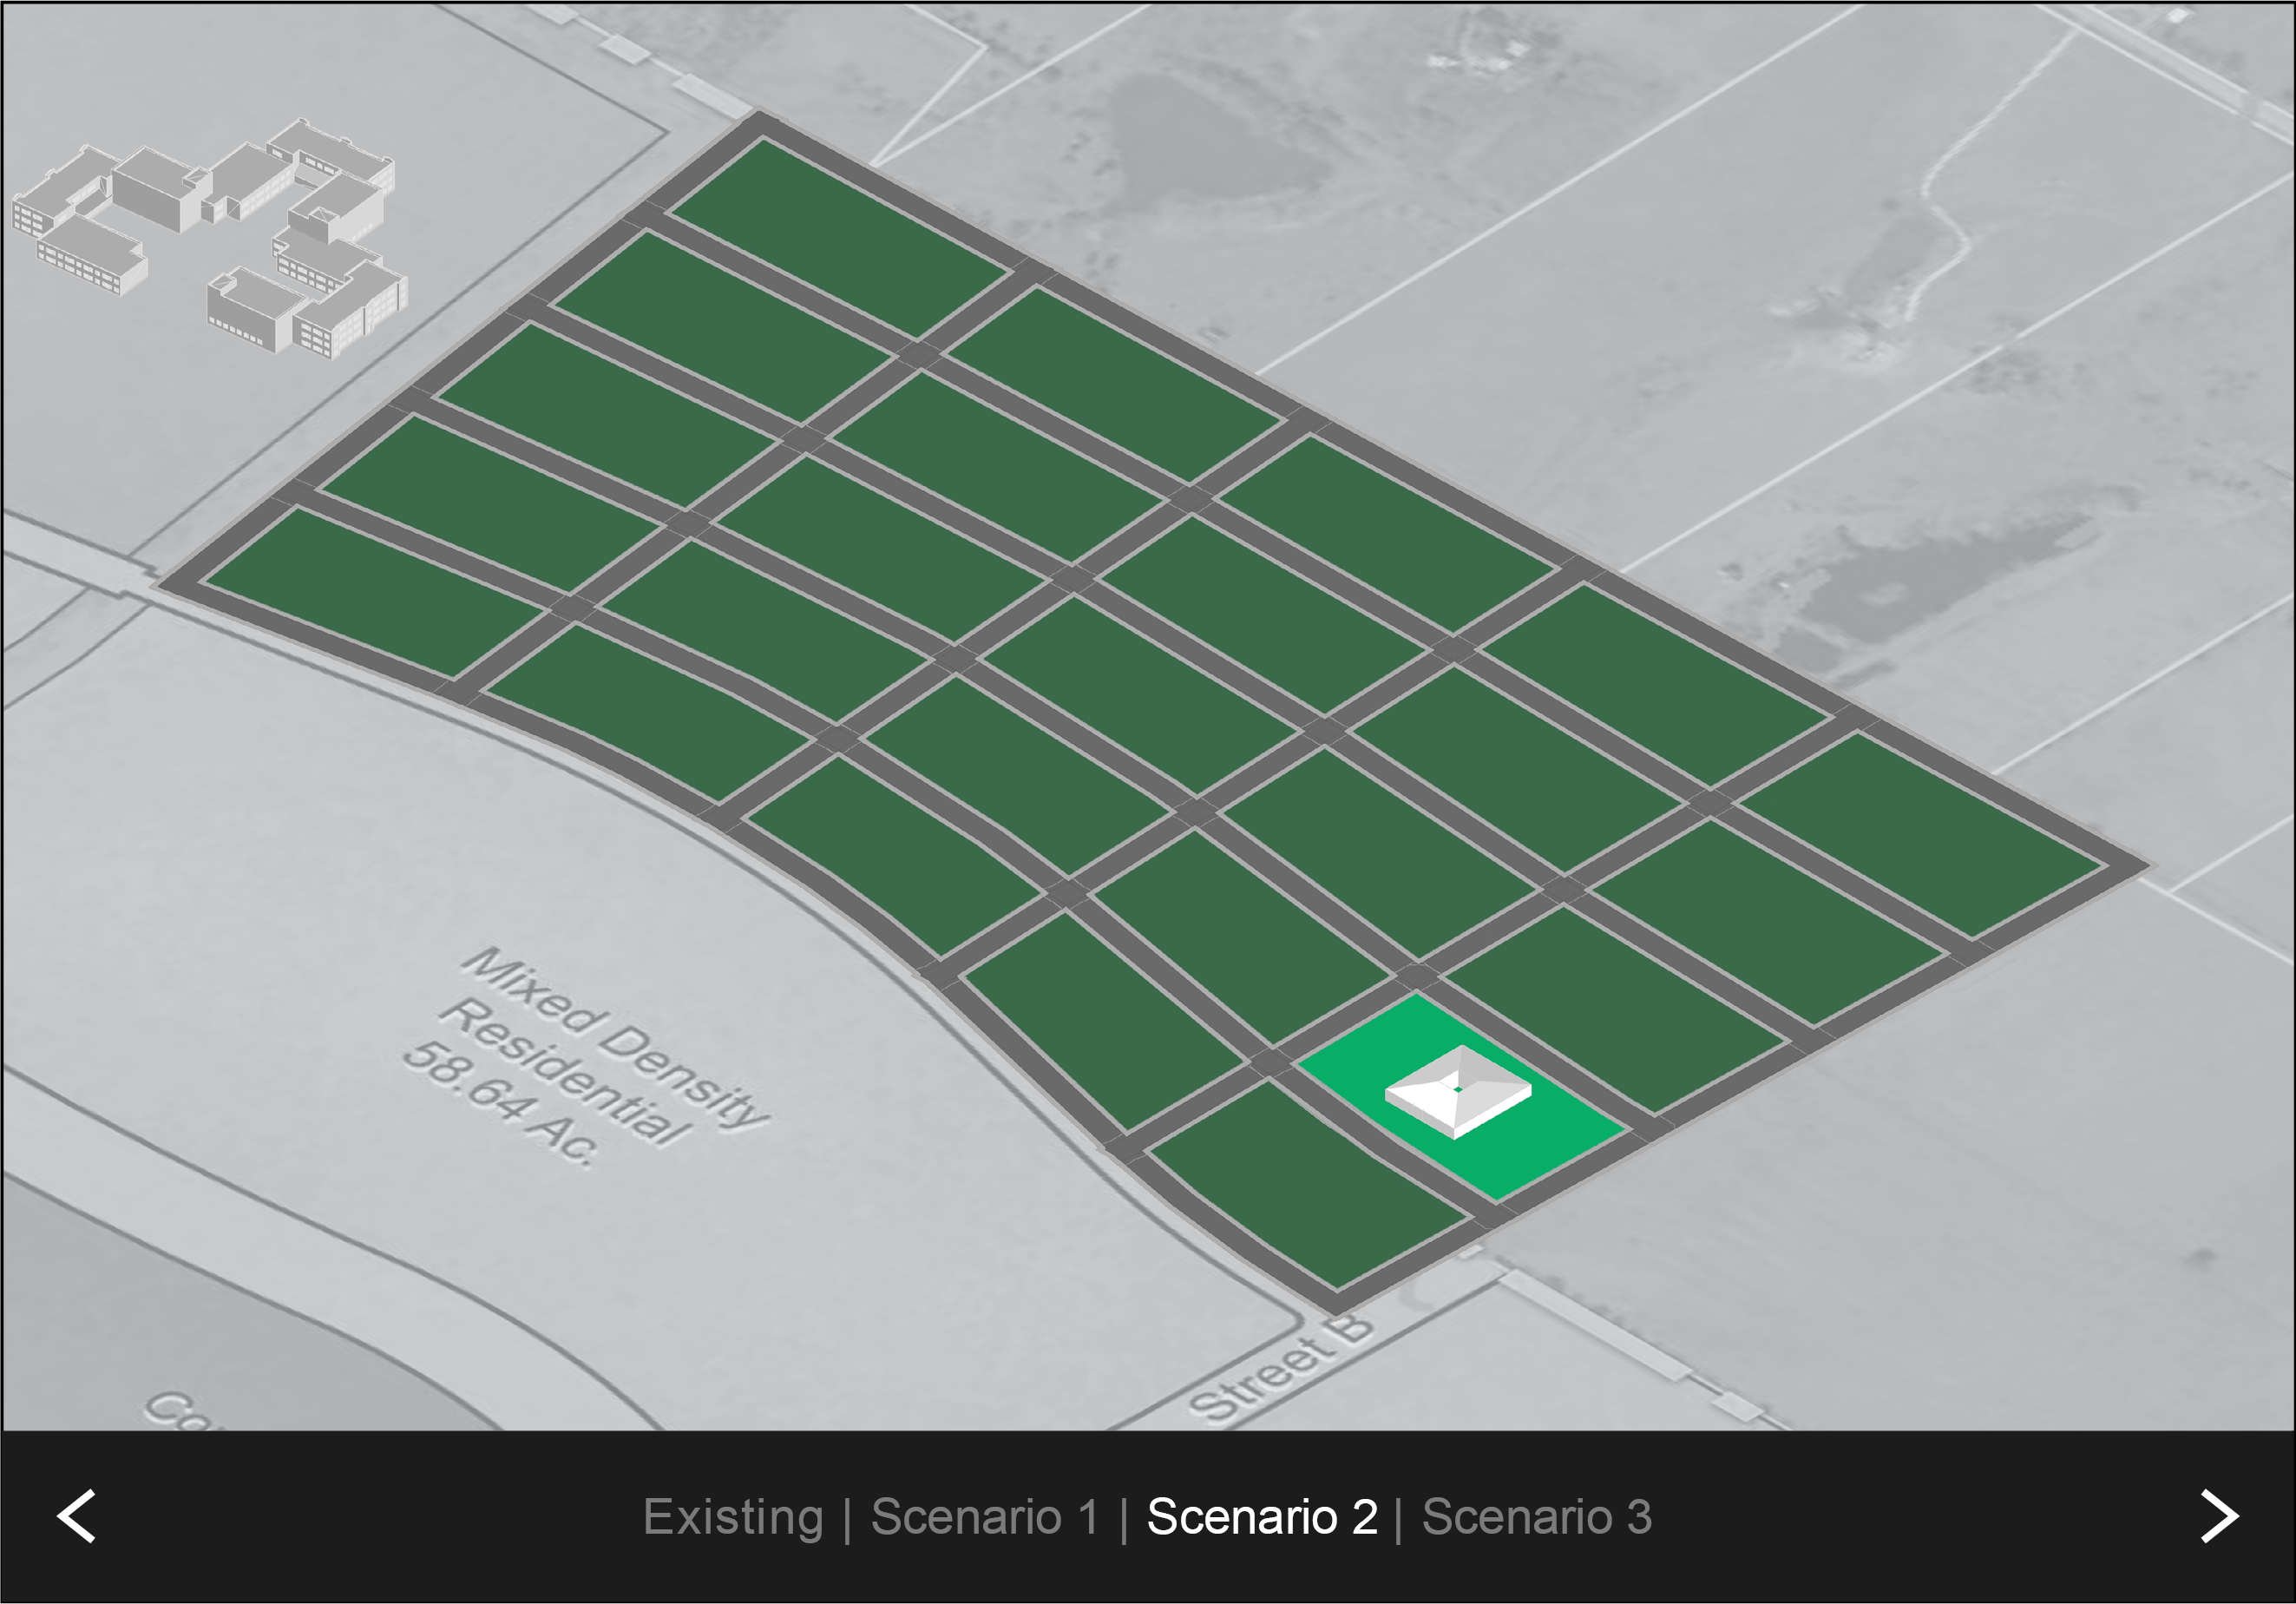 Mixed Density
Residential
58.64 Ac.
Street B
Existing | Scenario 1 | Scenario 2 | Scenario 3